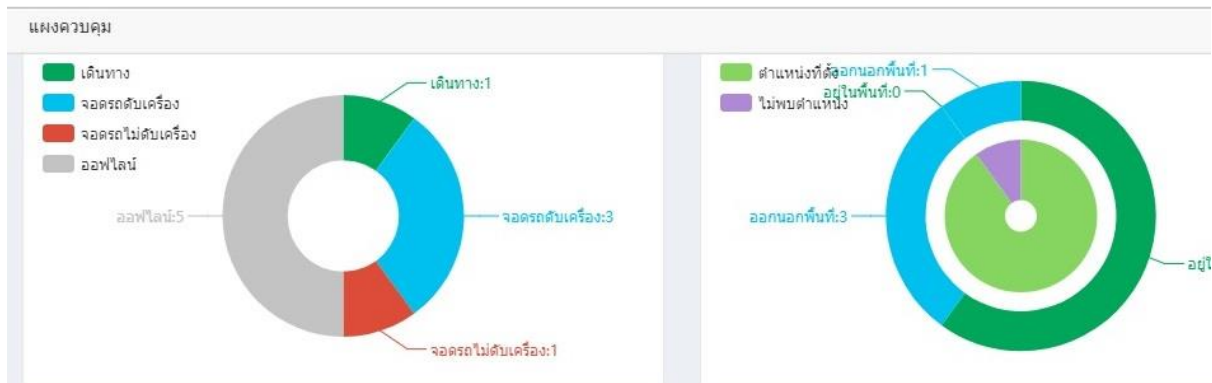 แผงควบคุม
เดินทาง
จอดรถดับเครื่อง
จอดรถไม่ดับเครื่อง
ออฟไลน์
เดินทาง:1
ออฟไลน์:5
จอดรถดับเครื่อง:3
จอดรถไม่ดับเครื่อง:1
ตำแหน่งที่ตั้ง
ไม่พบตำแหน่ง
ออกนอกพื้นที่:1
อยู่ในพื้นที่:0
ออกนอกพื้นที่:3